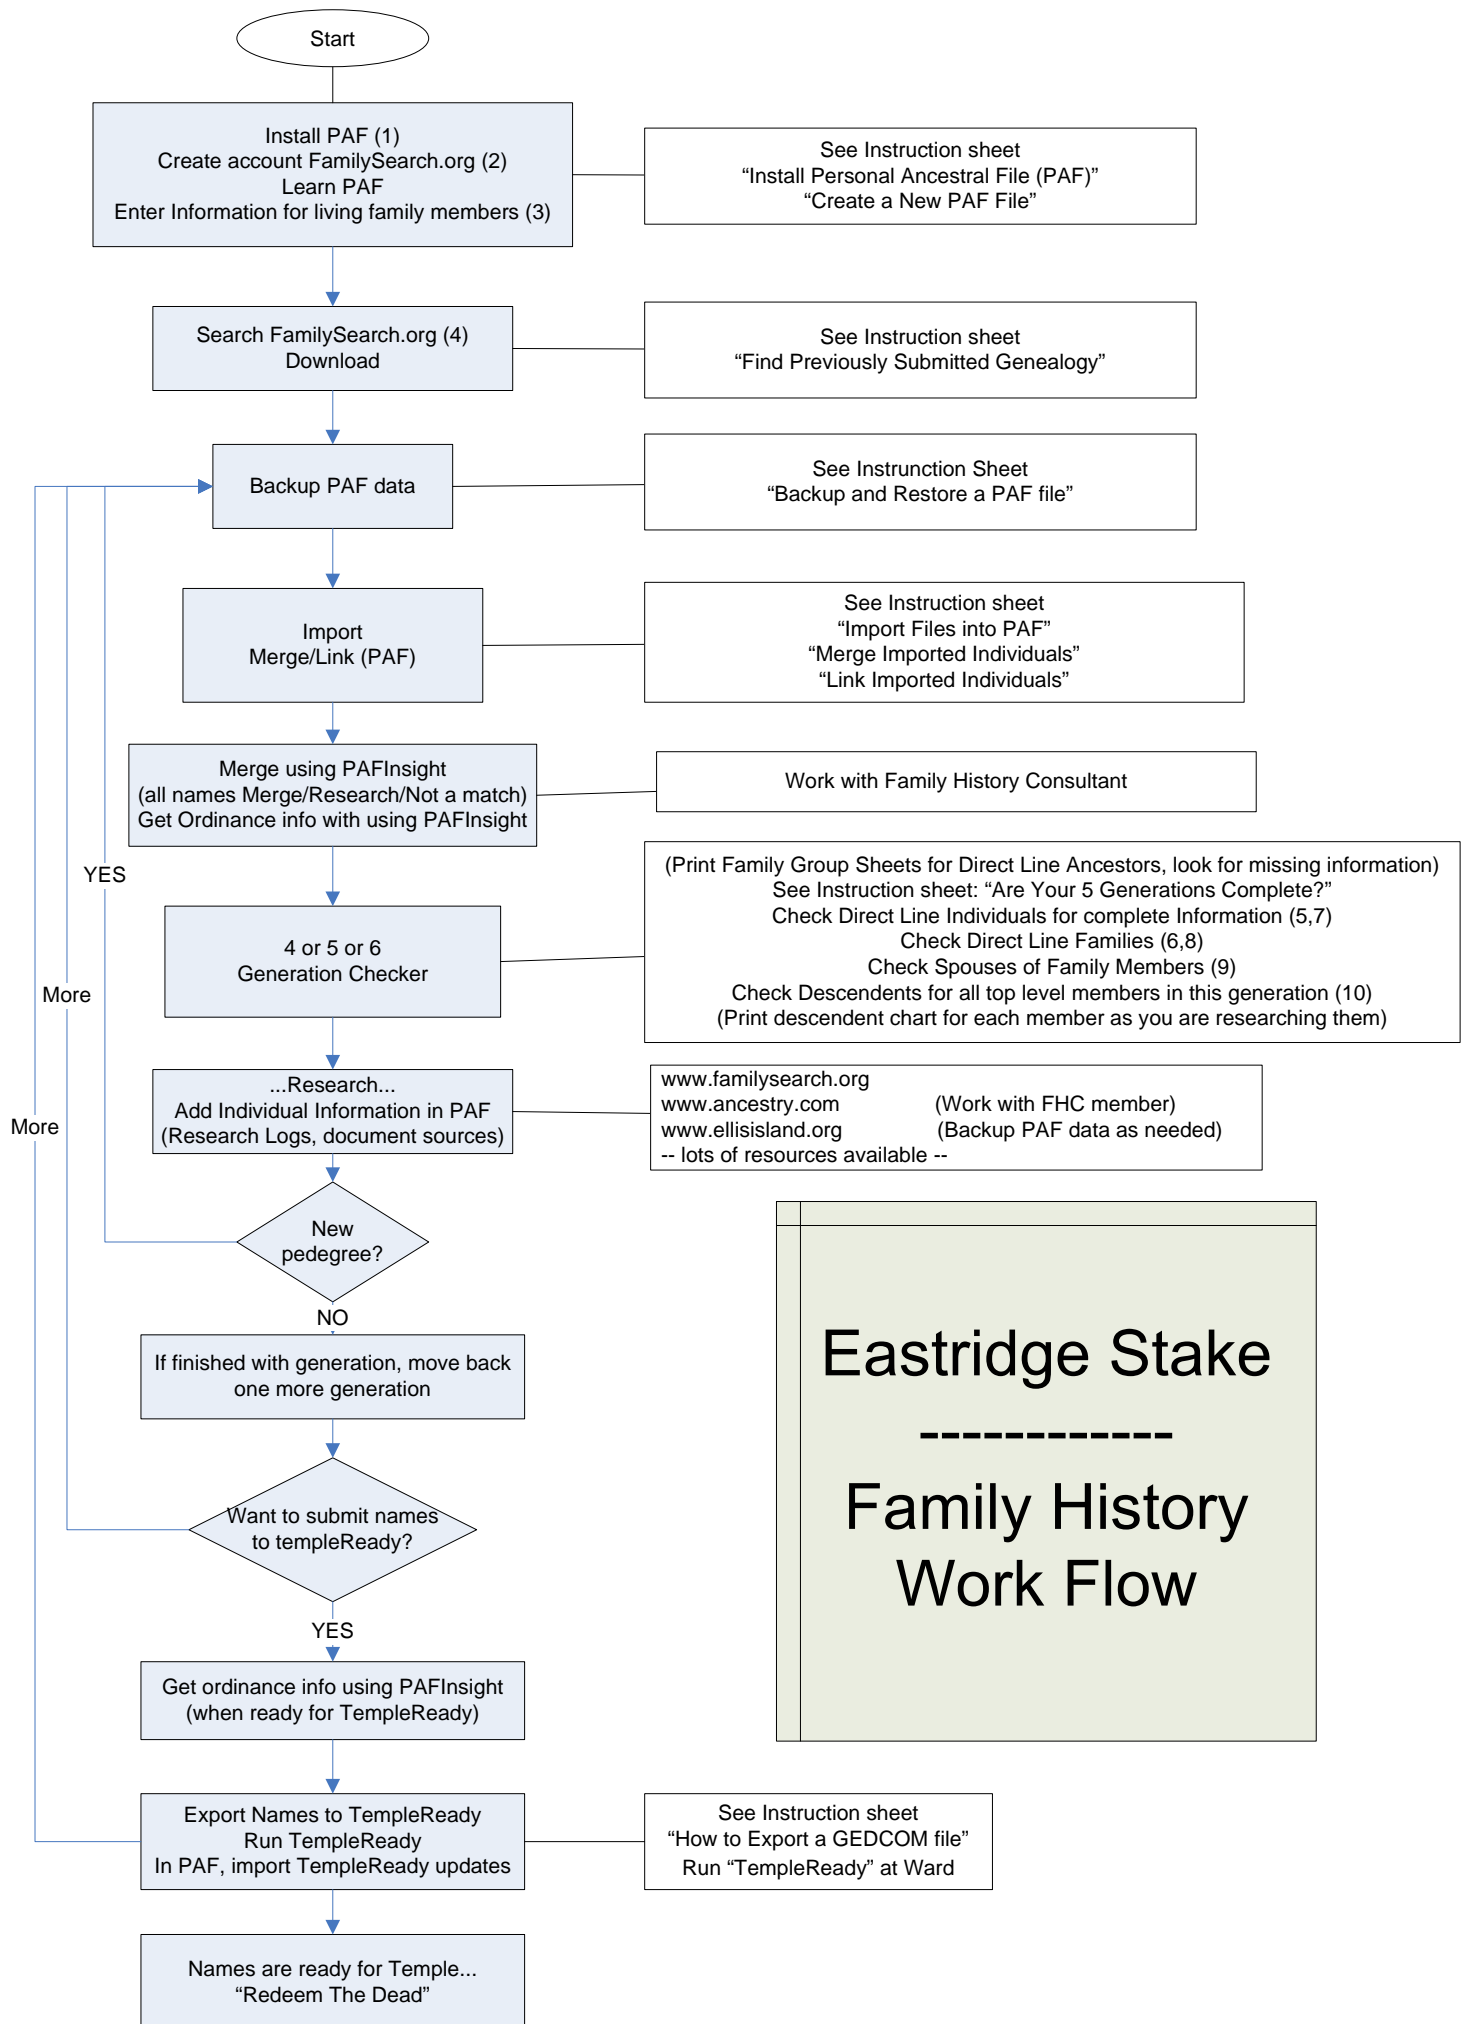 Start
Install PAF (1)
Create account FamilySearch.org (2)
Learn PAF
Enter Information for living family members (3)
See Instruction sheet
“Install Personal Ancestral File (PAF)”
“Create a New PAF File”
Search FamilySearch.org (4)
Download
See Instruction sheet
“Find Previously Submitted Genealogy”
Backup PAF data
See Instrunction Sheet
“Backup and Restore a PAF file”
Import
Merge/Link (PAF)
See Instruction sheet
“Import Files into PAF”
“Merge Imported Individuals”
“Link Imported Individuals”
Merge using PAFInsight
(all names Merge/Research/Not a match)
Get Ordinance info with using PAFInsight
Work with Family History Consultant
YES
4 or 5 or 6
Generation Checker
(Print Family Group Sheets for Direct Line Ancestors, look for missing information)
See Instruction sheet: “Are Your 5 Generations Complete?”
Check Direct Line Individuals for complete Information (5,7)
Check Direct Line Families (6,8)
Check Spouses of Family Members (9)
Check Descendents for all top level members in this generation (10)
(Print descendent chart for each member as you are researching them)
More
More
...Research...
Add Individual Information in PAF
(Research Logs, document sources)
www.familysearch.org
www.ancestry.com (Work with FHC member)
www.ellisisland.org (Backup PAF data as needed)
-- lots of resources available --
New
pedegree?
NO
If finished with generation, move back
one more generation
Want to submit names
to templeReady?
YES
Eastridge Stake
------------
Family History
Work Flow
Get ordinance info using PAFInsight
(when ready for TempleReady)
Export Names to TempleReady
Run TempleReady
In PAF, import TempleReady updates
See Instruction sheet
“How to Export a GEDCOM file”
Run “TempleReady” at Ward
Names are ready for Temple...
“Redeem The Dead”